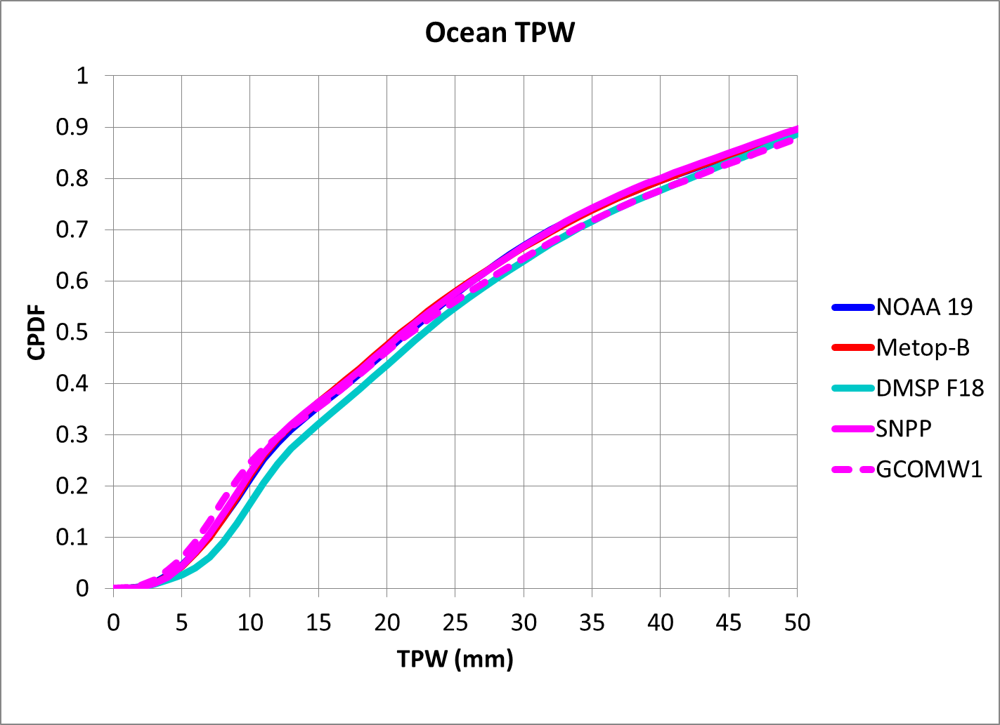 Ocean TPW
1
0.9
0.8
0.7
0.6
0.5
0.4
0.3
0.2
0.1
0
CPDF
0 5 10 15 20 25 30 35 40 45 50
TPW (mm)
NOAA 19
Metop-B
DMSP F18
SNPP
GCOMW1